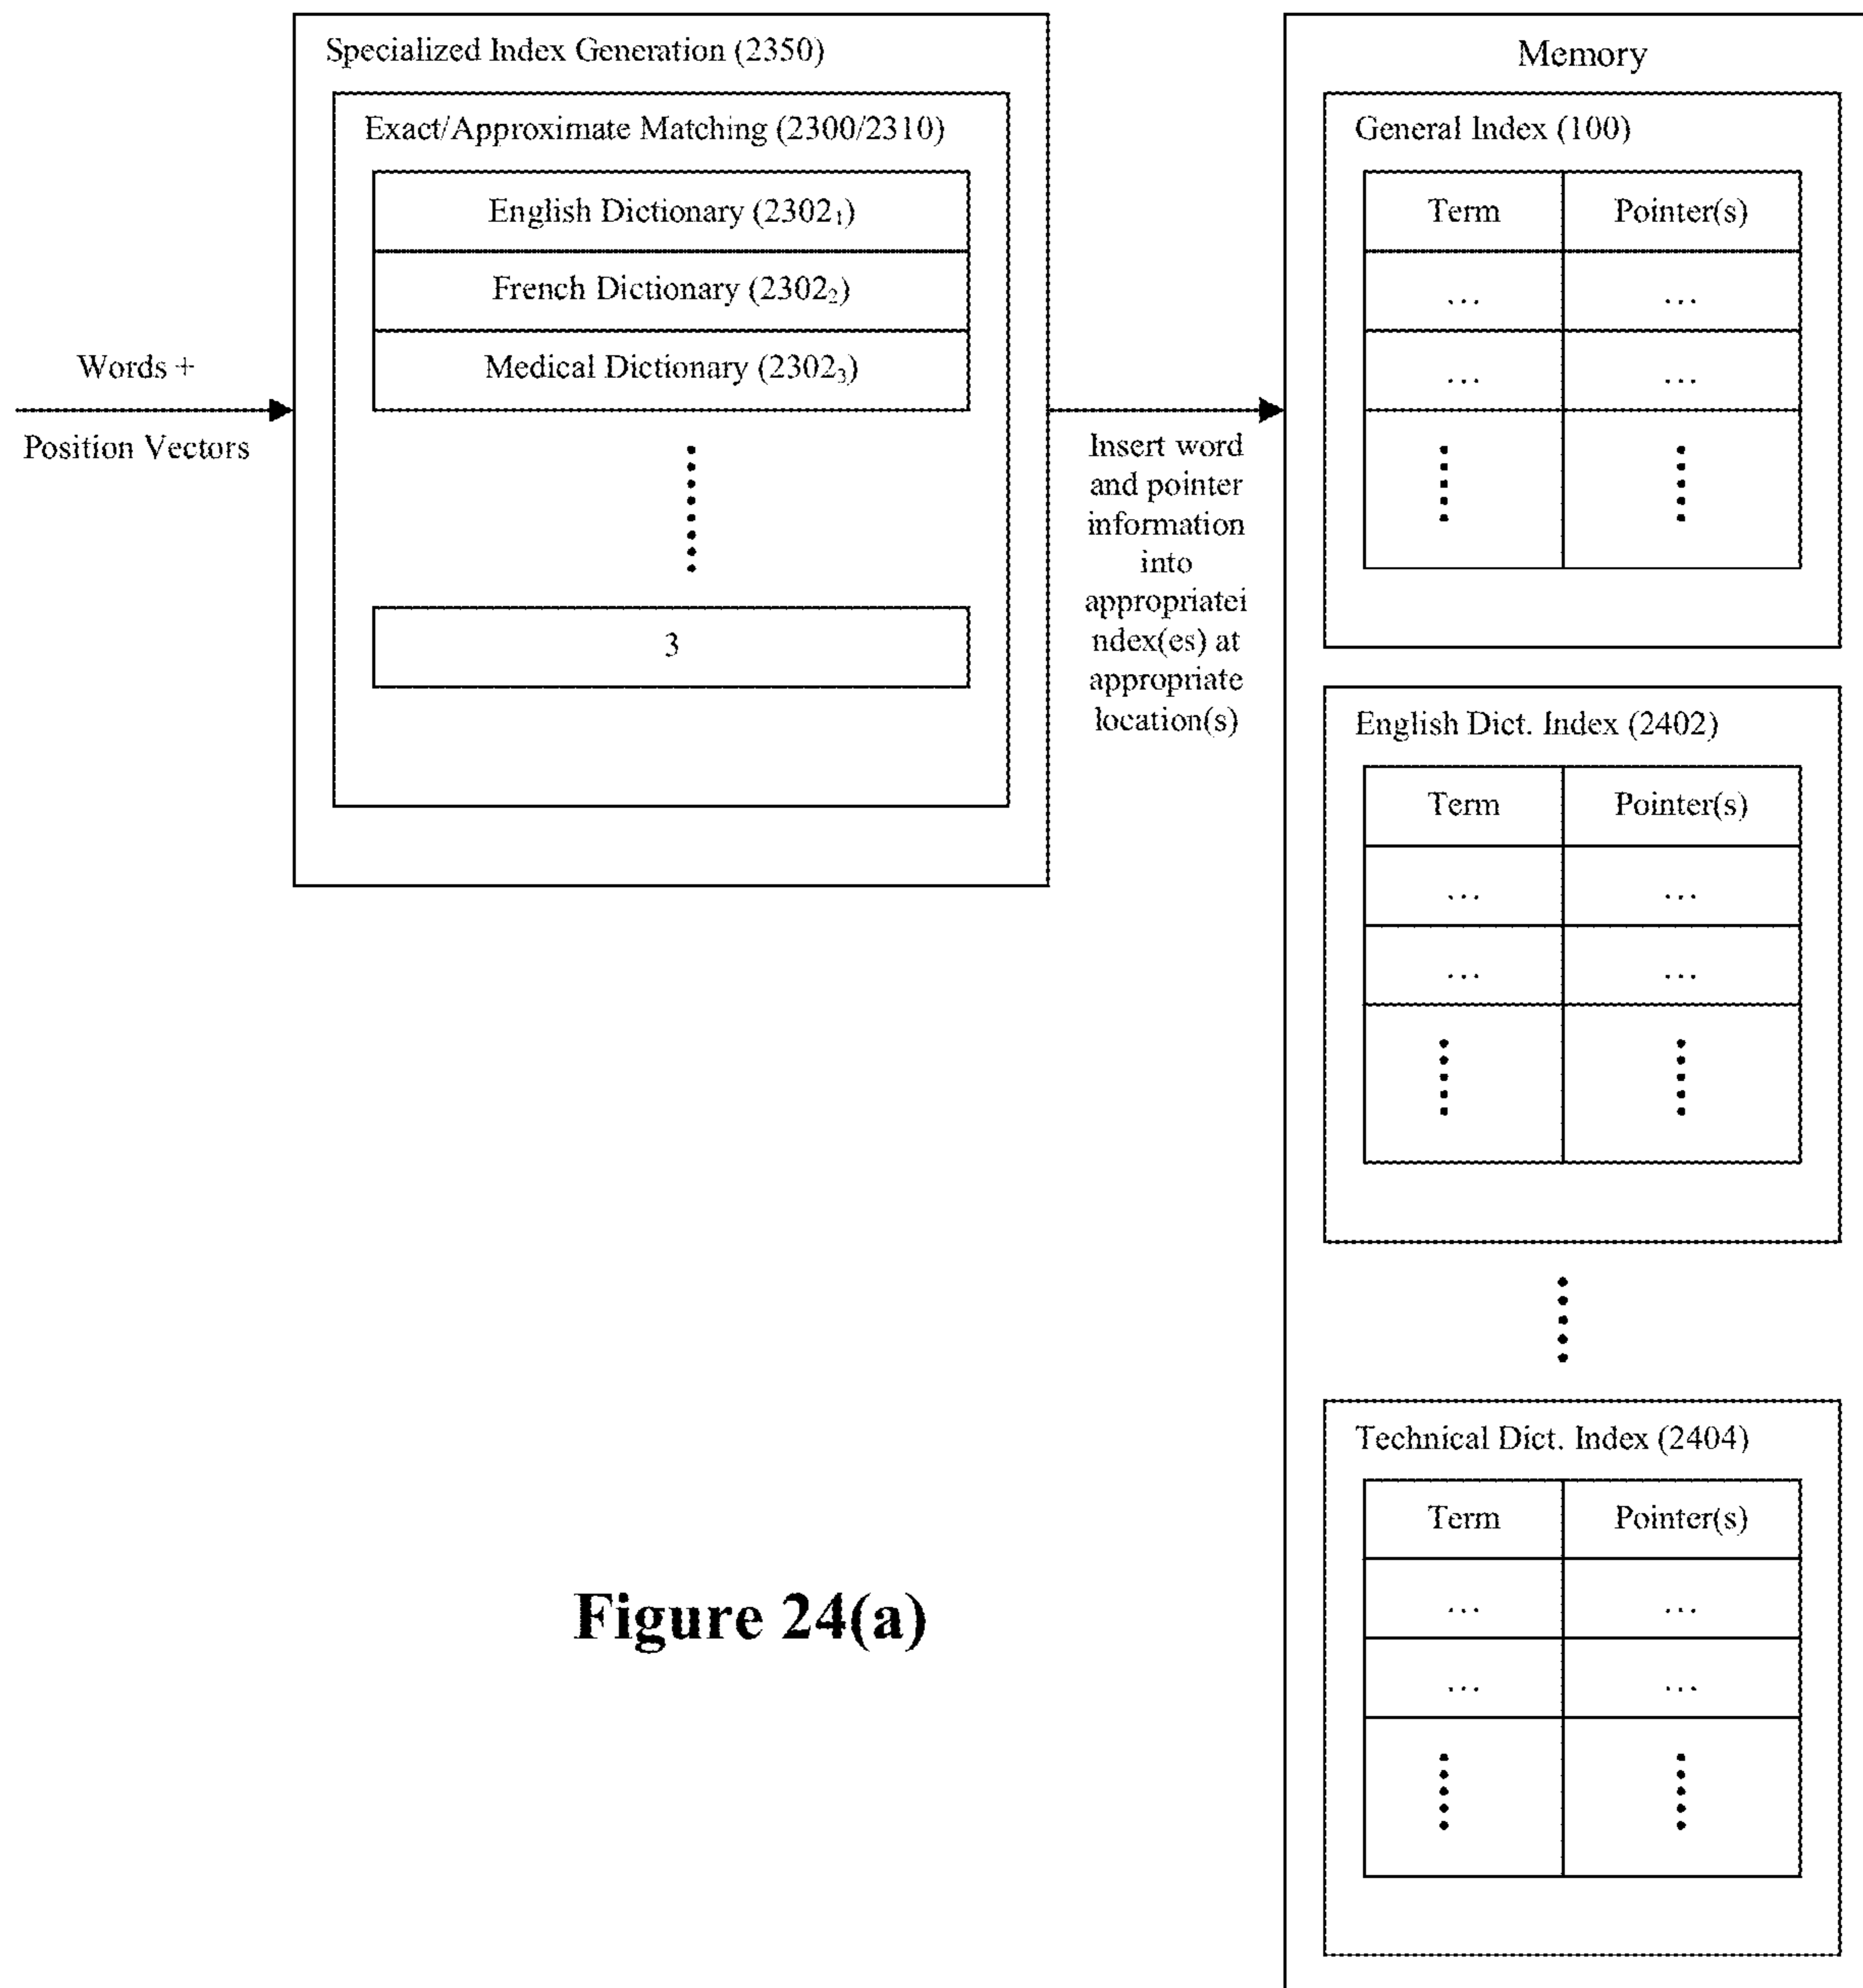 Specialized Index Generation (2350)
Exact/Approximate Matching (2300/2310)
English Dictionary (2302₁)
French Dictionary (2302₂)
Medical Dictionary (2302₃)
3
Words +
Position Vectors
Insert word
and pointer
information
into
appropriatei
ndex(es) at
appropriate
location(s)
Memory
General Index (100)
Term Pointer(s)
... ...
... ...
English Dict. Index (2402)
Term Pointer(s)
... ...
... ...
Technical Dict. Index (2404)
Term Pointer(s)
... ...
... ...
Figure 24(a)